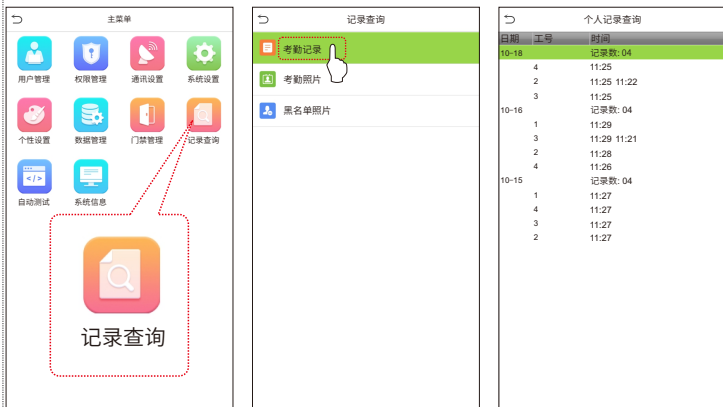 主菜单
用户管理 权限管理 通讯设置 系统设置
个性设置 数据管理 门禁管理 记录查询
自动测试 系统信息
记录查询
记录查询
考勤记录
考勤照片
黑名单照片
个人记录查询
日期 工号 时间
10-18 记录数: 04
4 11:25
2 11:25 11:22
3 11:25
10-16 记录数: 04
1 11:29
3 11:29 11:21
2 11:28
4 11:26
10-15 记录数: 04
1 11:27
4 11:27
3 11:27
2 11:27